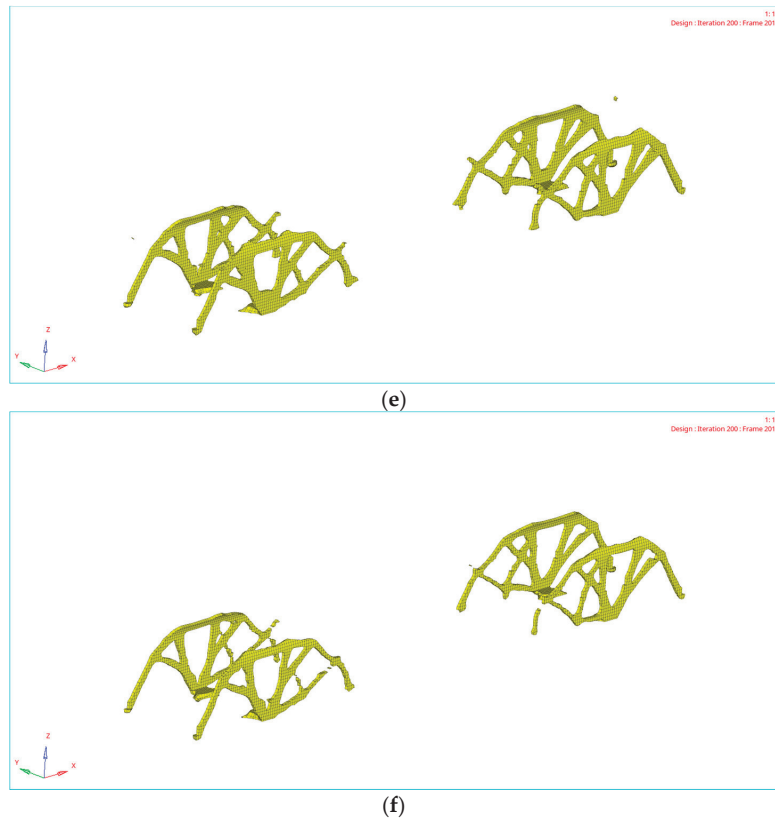 1: 1
Design : Iteration 200 : Frame 201
Z
Y
X
(e)
1: 1
Design : Iteration 200 : Frame 201
Z
Y
X
(f)